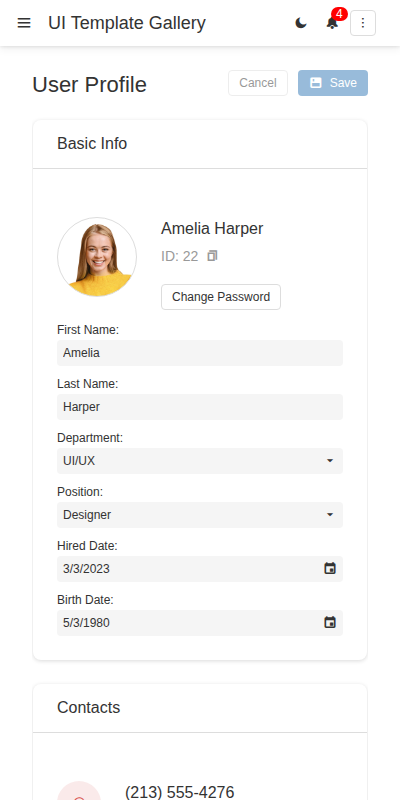 UI Template Gallery
4
User Profile
Cancel
Save
Basic Info
Amelia Harper
ID: 22
Change Password
First Name:
Amelia
Last Name:
Harper
Department:
UI/UX
Position:
Designer
Hired Date:
3/3/2023
Birth Date:
5/3/1980
Contacts
(213) 555-4276